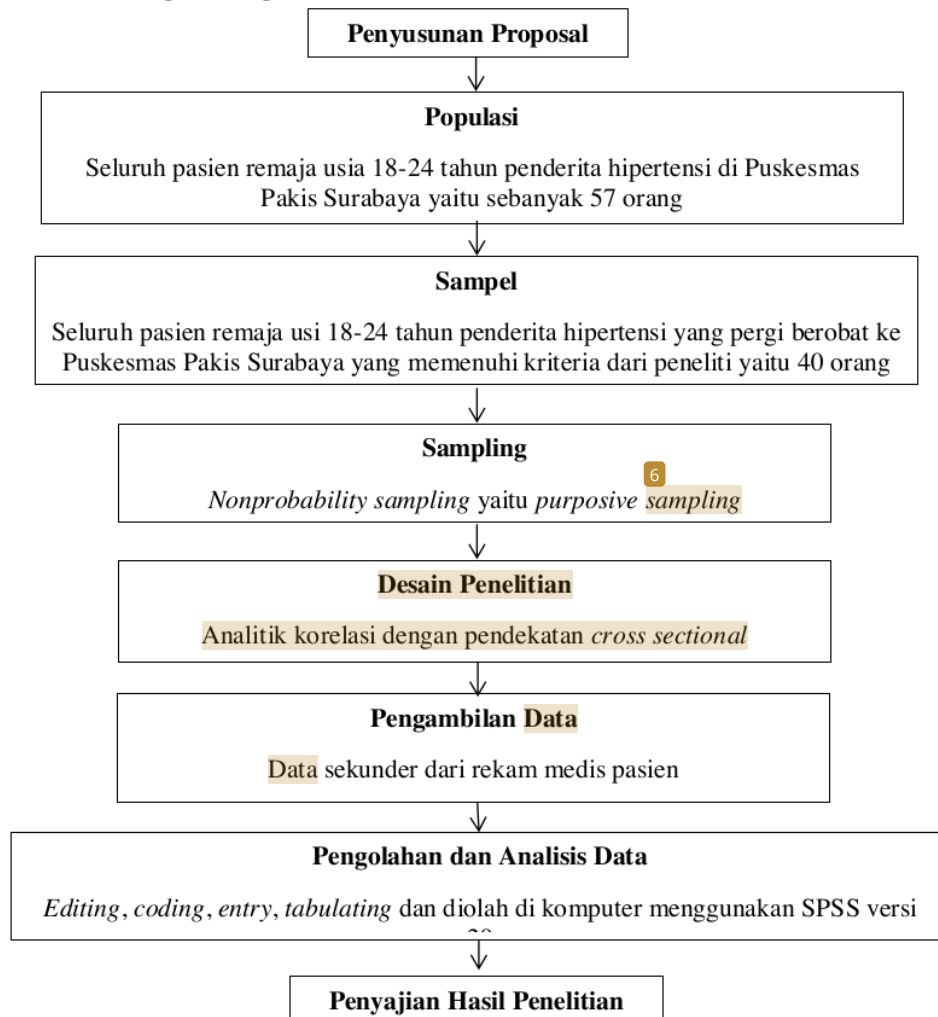 Penyusunan Proposal
Populasi
Seluruh pasien remaja usia 18-24 tahun penderita hipertensi di Puskesmas
Pakis Surabaya yaitu sebanyak 57 orang
Sampel
Seluruh pasien remaja usi 18-24 tahun penderita hipertensi yang pergi berobat ke
Puskesmas Pakis Surabaya yang memenuhi kriteria dari peneliti yaitu 40 orang
Sampling
6
Nonprobability sampling yaitu purposive sampling
Desain Penelitian
Analitik korelasi dengan pendekatan cross sectional
Pengambilan Data
Data sekunder dari rekam medis pasien
Pengolahan dan Analisis Data
Editing, coding, entry, tabulating dan diolah di komputer menggunakan SPSS versi
Penyajian Hasil Penelitian